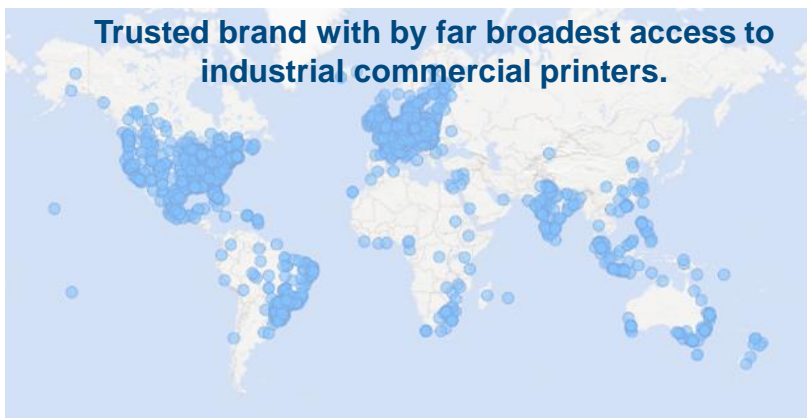 Trusted brand with by far broadest access to
industrial commercial printers.